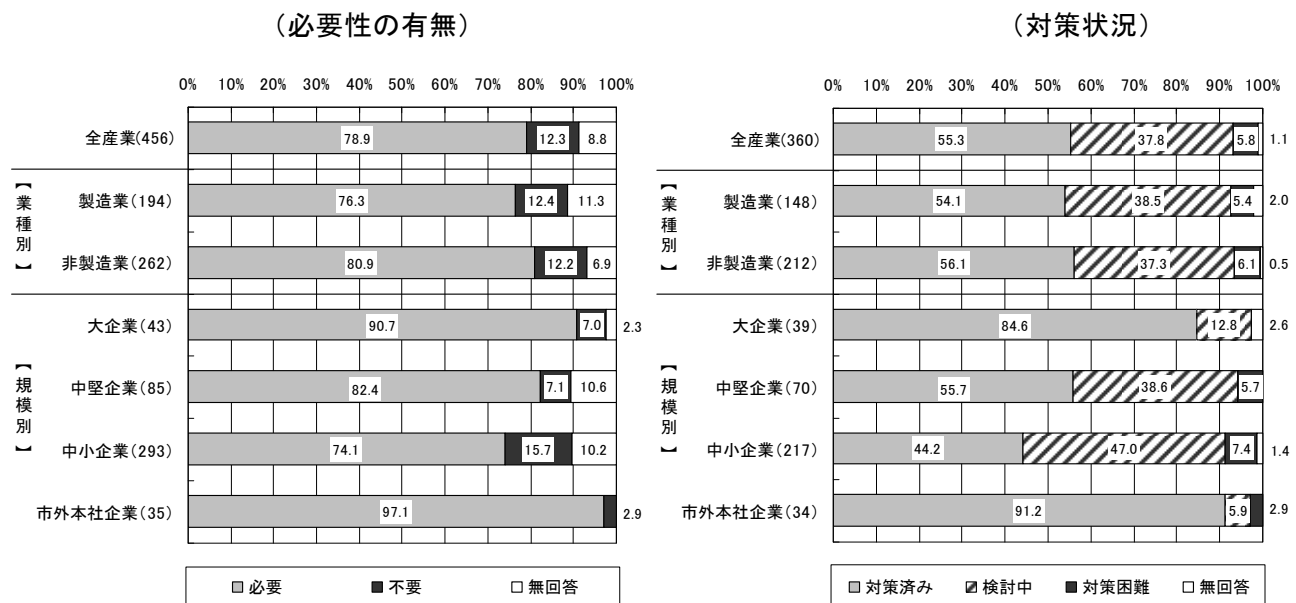 （必要性の有無）
0% 10% 20% 30% 40% 50% 60% 70% 80% 90% 100%
全産業(456) 78.9 12.3 8.8
【業種別】
製造業(194) 76.3 12.4 11.3
非製造業(262) 80.9 12.2 6.9
【規模別】
大企業(43) 90.7 7.0 2.3
中堅企業(85) 82.4 7.1 10.6
中小企業(293) 74.1 15.7 10.2
市外本社企業(35) 97.1 2.9
必要 不要 無回答
（対策状況）
0% 10% 20% 30% 40% 50% 60% 70% 80% 90% 100%
全産業(360) 55.3 37.8 5.8 1.1
【業種別】
製造業(148) 54.1 38.5 5.4 2.0
非製造業(212) 56.1 37.3 6.1 0.5
【規模別】
大企業(39) 84.6 12.8 2.6
中堅企業(70) 55.7 38.6 5.7
中小企業(217) 44.2 47.0 7.4 1.4
市外本社企業(34) 91.2 5.9 2.9
対策済み 検討中 対策困難 無回答